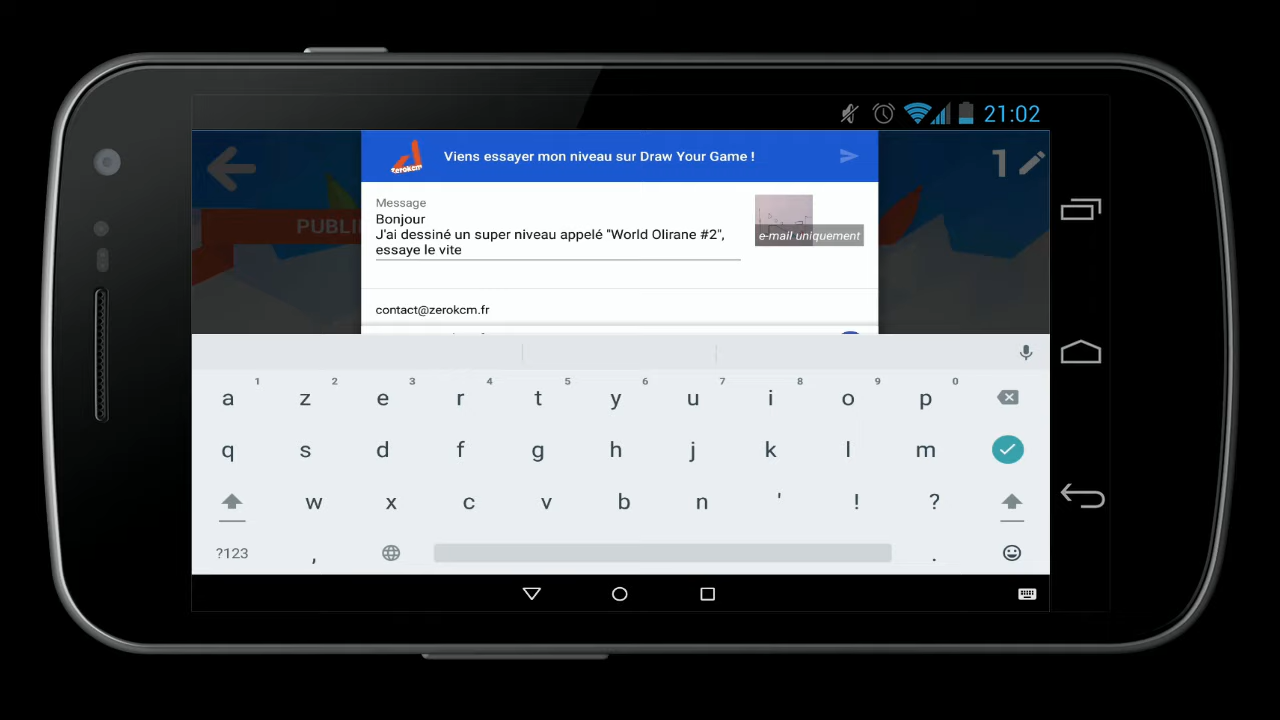 21:02
Viens essayer mon niveau sur Draw Your Game !
zerokcm
1
PUBLI
Message
Bonjour
J'ai dessiné un super niveau appelé "World Olirane #2",
essaye le vite
e-mail uniquement
contact@zerokcm.fr
1 2 3 4 5 6 7 8 9 0
a z e r t y u i o p
q s d f g h j k l m
w x c v b n ' ! ?
?123 , .